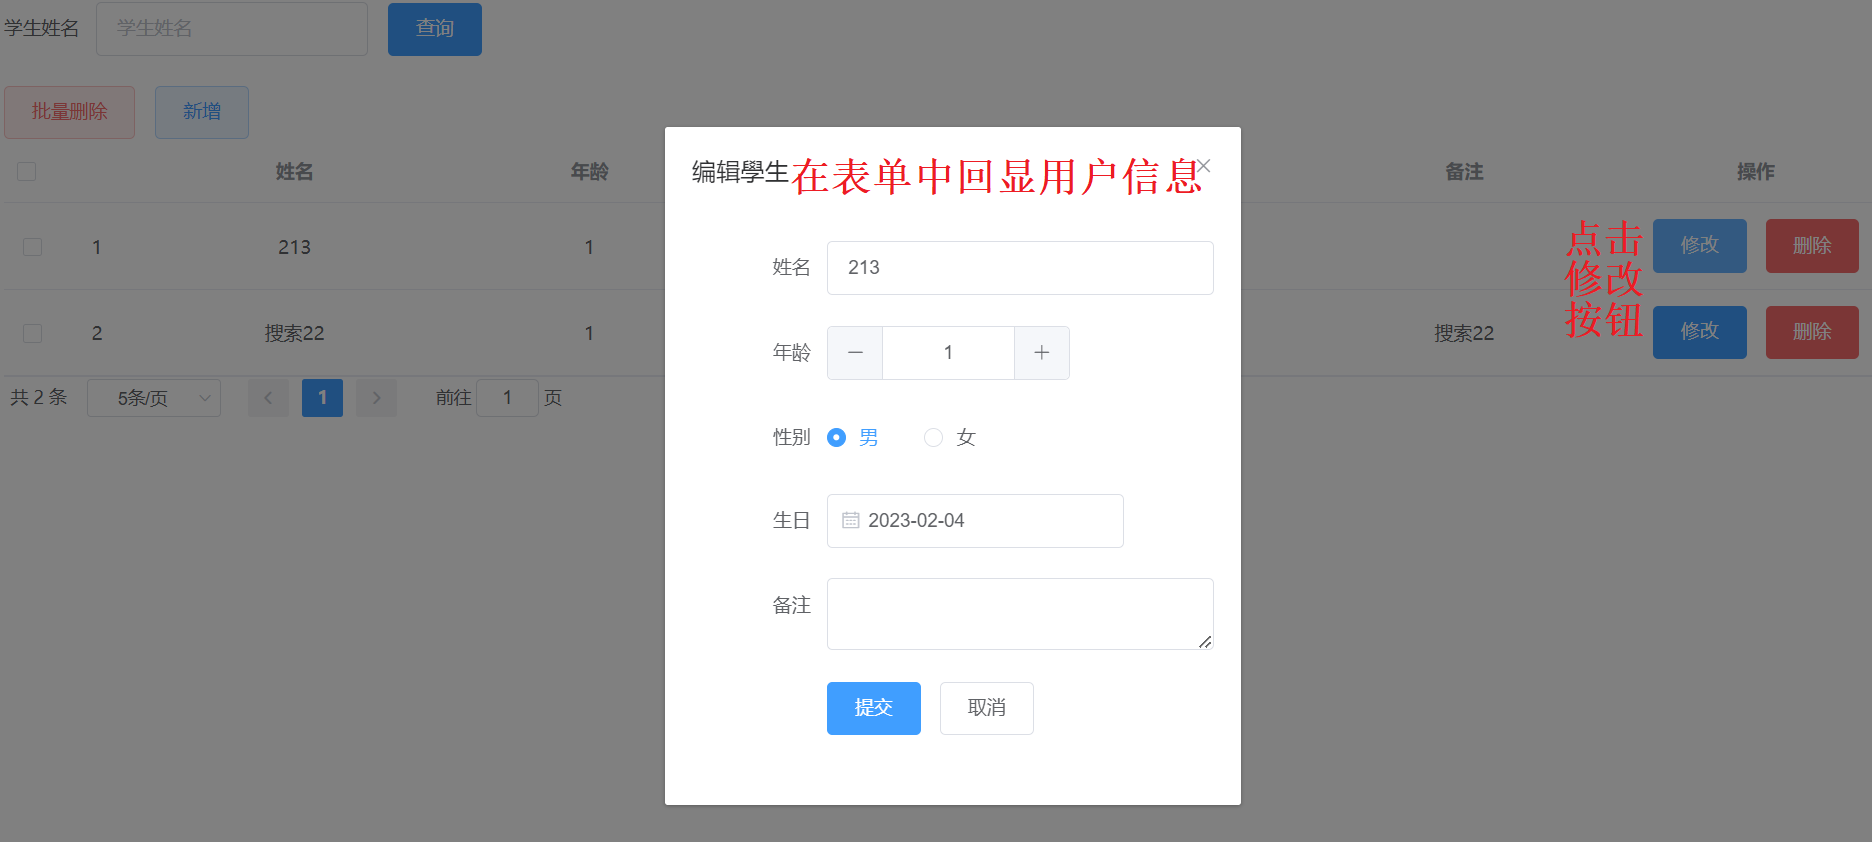 学生姓名 学生姓名 查询
批量删除 新增
姓名 年龄 备注 操作
1 213 1 修改 删除
2 搜索22 1 搜索22 修改 删除
共 2 条 5条/页 1 前往 1 页
点击
修改
按钮
编辑學生在表单中回显用户信息
姓名 213
年龄 1
性别 男 女
生日 2023-02-04
备注
提交 取消